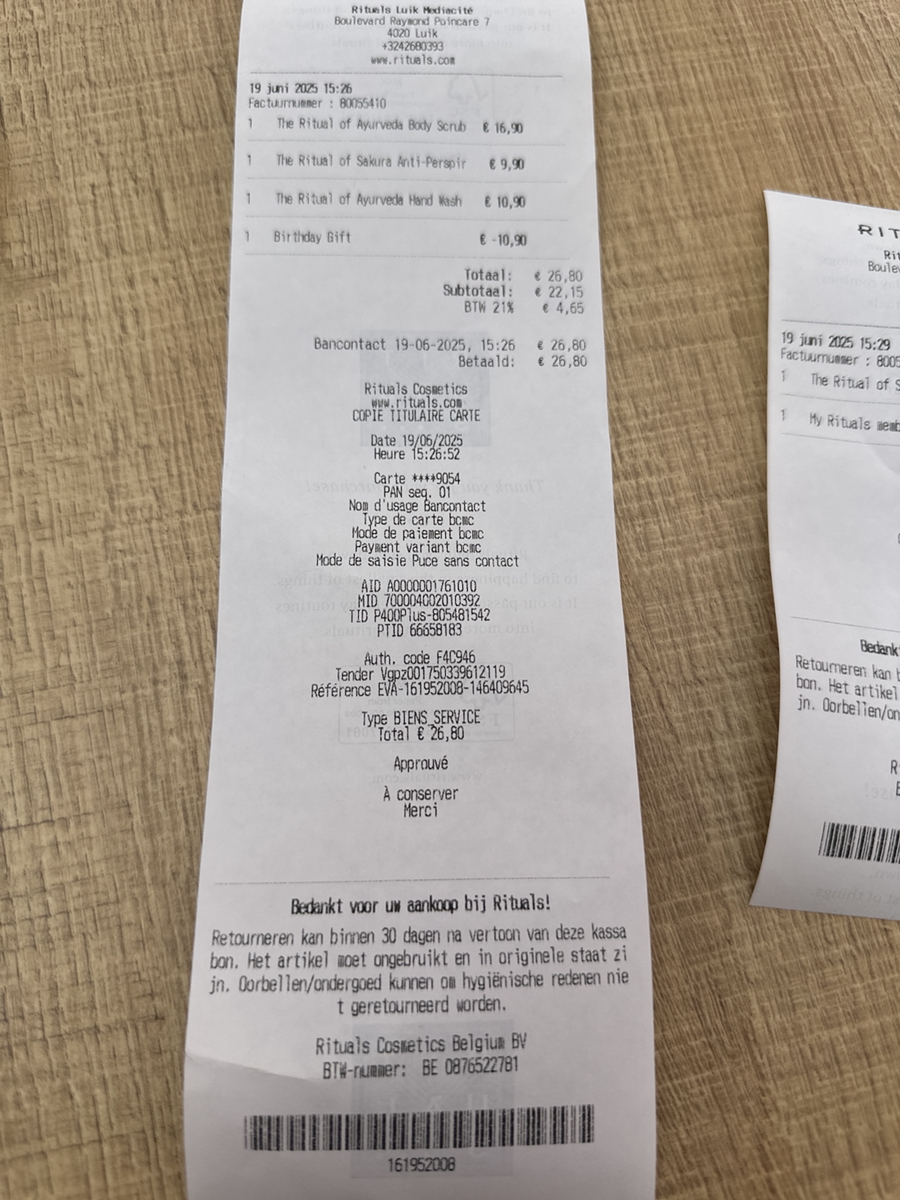 Rituals Luik Mediacité
Boulevard Raymond Poincare 7
4020 Luik
+3242680393
www.rituals.com
19 juni 2025 15:26
Factuurnummer : 80055410
1 The Ritual of Ayurveda Body Scrub € 16,90
1 The Ritual of Sakura Anti-Perspir € 9,90
1 The Ritual of Ayurveda Hand Wash € 10,90
1 Birthday Gift € -10,90
Totaal: € 26,80
Subtotaal: € 22,15
BTW 21% € 4,65
Bancontact 19-06-2025, 15:26 € 26,80
Betaald: € 26,80
Rituals Cosmetics
www.rituals.com
COPIE TITULAIRE CARTE
Date 19/06/2025
Heure 15:26:52
Carte ****9054
PAN seq. 01
Nom d'usage Bancontact
Type de carte bcmc
Mode de paiement bcmc
Payment variant bcmc
Mode de saisie Puce sans contact
AID A0000001761010
MID 700004002010392
TID P400Plus-805481542
PTID 66658183
Auth. code F4C946
Tender Vgpz001750339612119
Référence EVA-161952008-146409645
Type BIENS_SERVICE
Total € 26,80
Approuvé
À conserver
Merci
Bedankt voor uw aankoop bij Rituals!
Retourneren kan binnen 30 dagen na vertoon van deze kassa
bon. Het artikel moet ongebruikt en in originele staat zi
jn. Oorbellen/ondergoed kunnen om hygiënische redenen nie
t geretourneerd worden.
Rituals Cosmetics Belgium BV
BTW-nummer: BE 0876522781
161952008
RIT
Rit
Boulev
19 juni 2025 15:29
Factuurnummer : 8005
1 The Ritual of S
1 My Rituals memb
Bedank
Retourneren kan b
bon. Het artikel
jn. Oorbellen/on